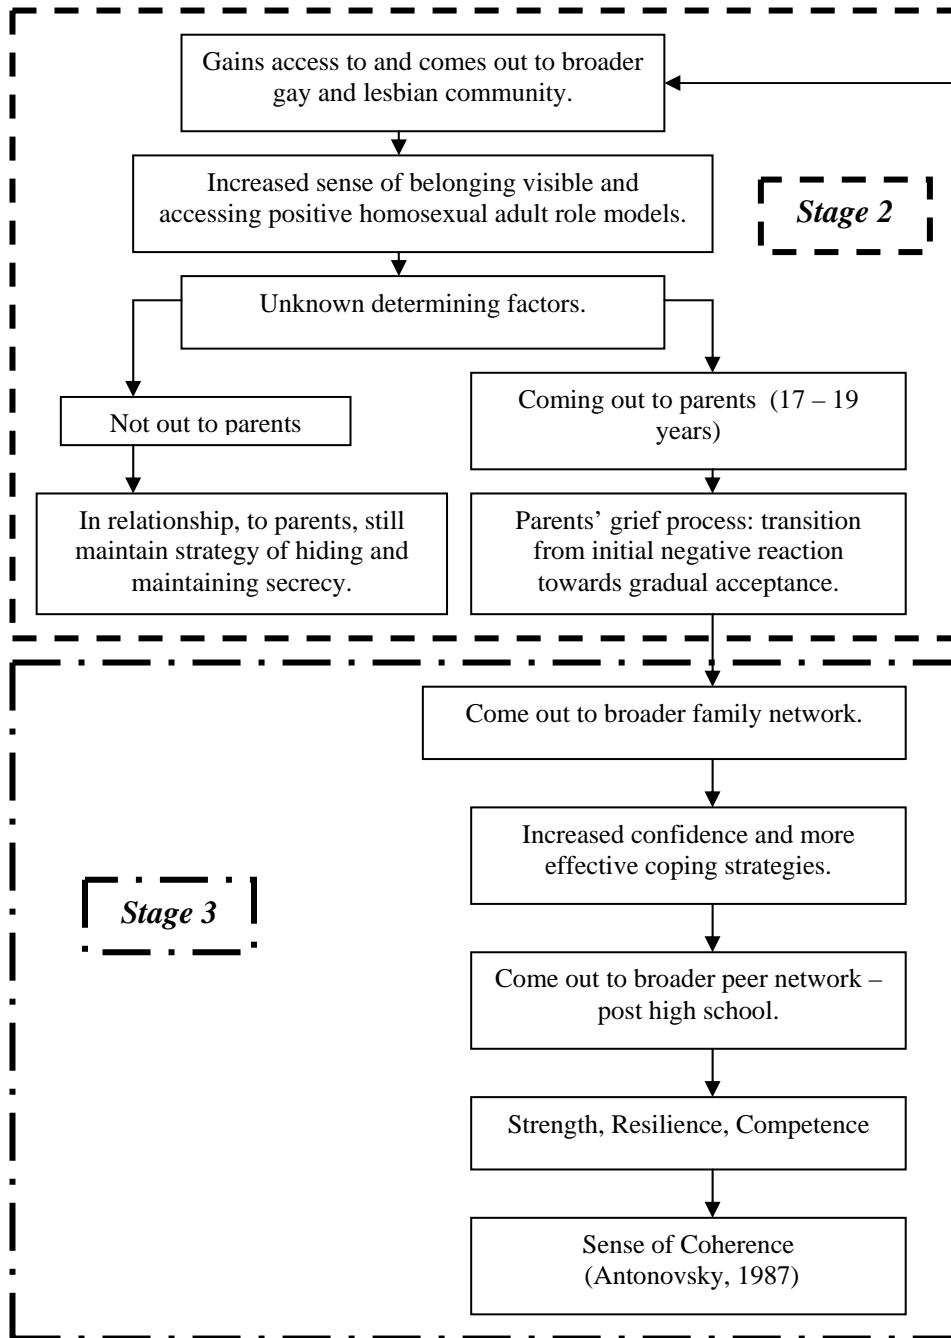 Gains access to and comes out to broader
gay and lesbian community.
Increased sense of belonging visible and
accessing positive homosexual adult role models.
Stage 2
Unknown determining factors.
Not out to parents
Coming out to parents  (17 – 19
years)
In relationship, to parents, still
maintain strategy of hiding and
maintaining secrecy.
Parents’ grief process: transition
from initial negative reaction
towards gradual acceptance.
Come out to broader family network.
Increased confidence and more
effective coping strategies.
Stage 3
Come out to broader peer network –
post high school.
Strength, Resilience, Competence
Sense of Coherence
(Antonovsky, 1987)